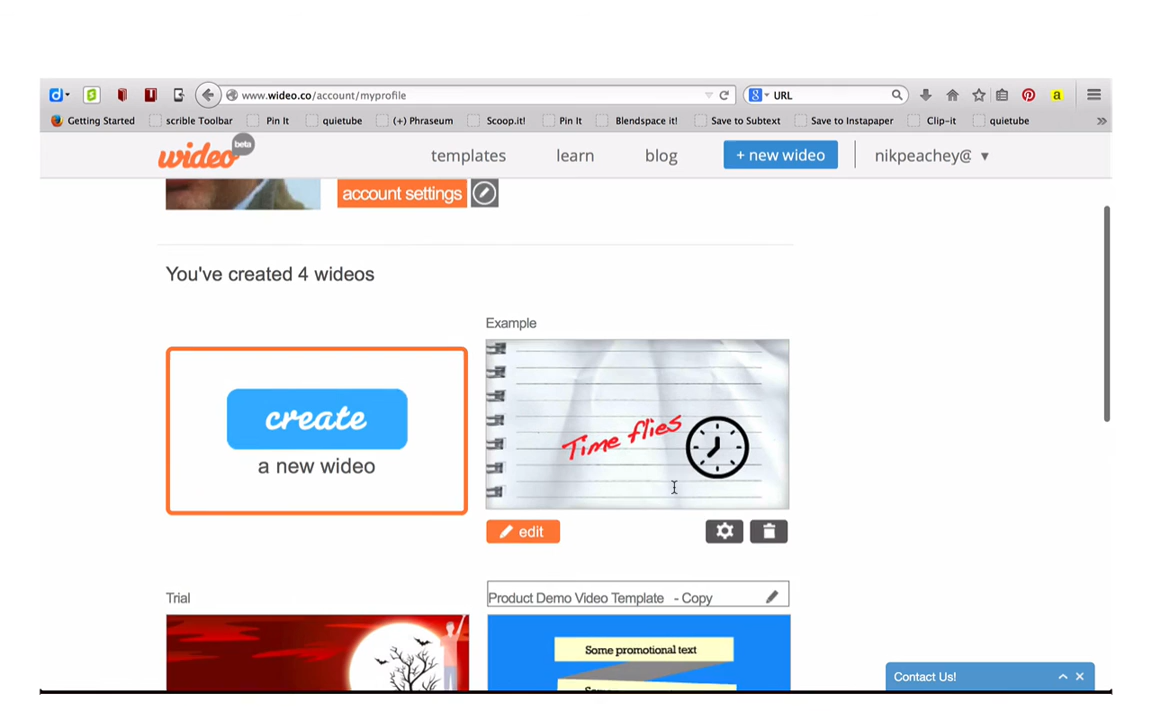 www.wideo.co/account/myprofile
URL
Getting Started
scrible Toolbar
Pin It
quietube
(+) Phraseum
Scoop.it!
Pin It
Blendspace it!
Save to Subtext
Save to Instapaper
Clip-it
quietube
wideo
beta
templates
learn
blog
+ new wideo
nikpeachey@
account settings
You've created 4 wideos
Example
create
a new wideo
Time flies
edit
Trial
Product Demo Video Template - Copy
Some promotional text
Contact Us!